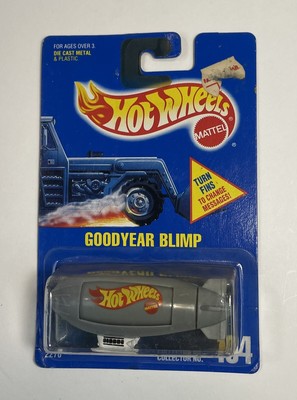 FOR AGES OVER 3.
DIE CAST METAL
& PLASTIC.
HOT WHEELS
MATTEL
TURN
FINS
TO CHANGE
MESSAGES!
GOODYEAR BLIMP
HOT WHEELS
COLLECTOR NO.